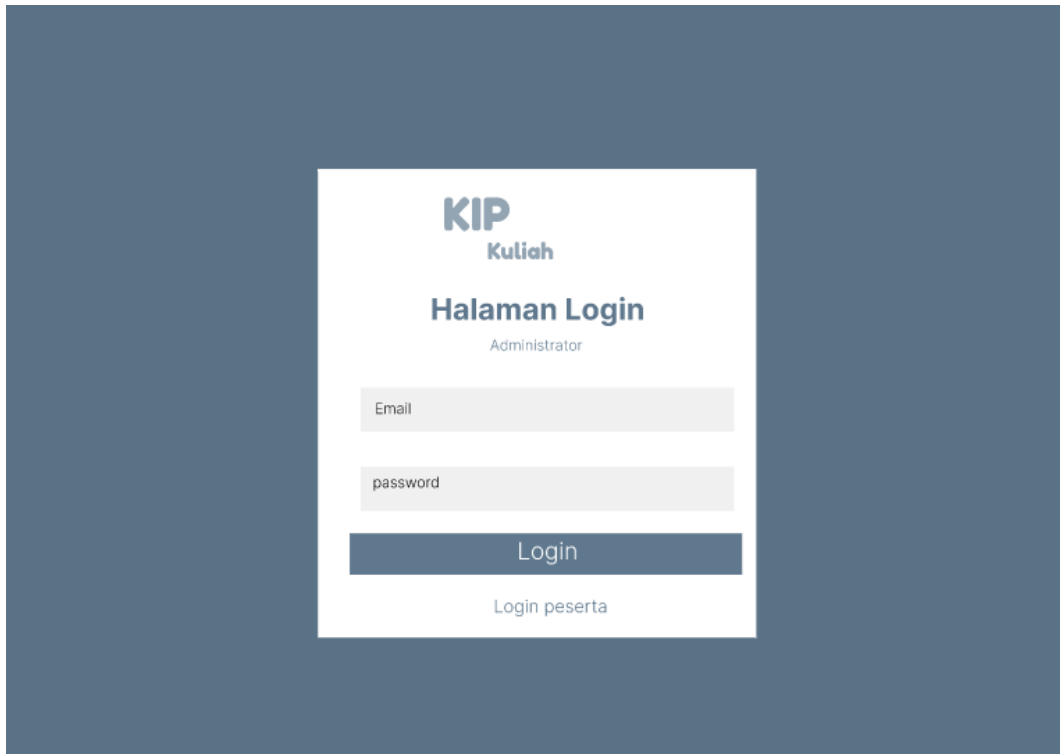 KIP
Kuliah
Halaman Login
Administrator
Email
password
Login
Login peserta